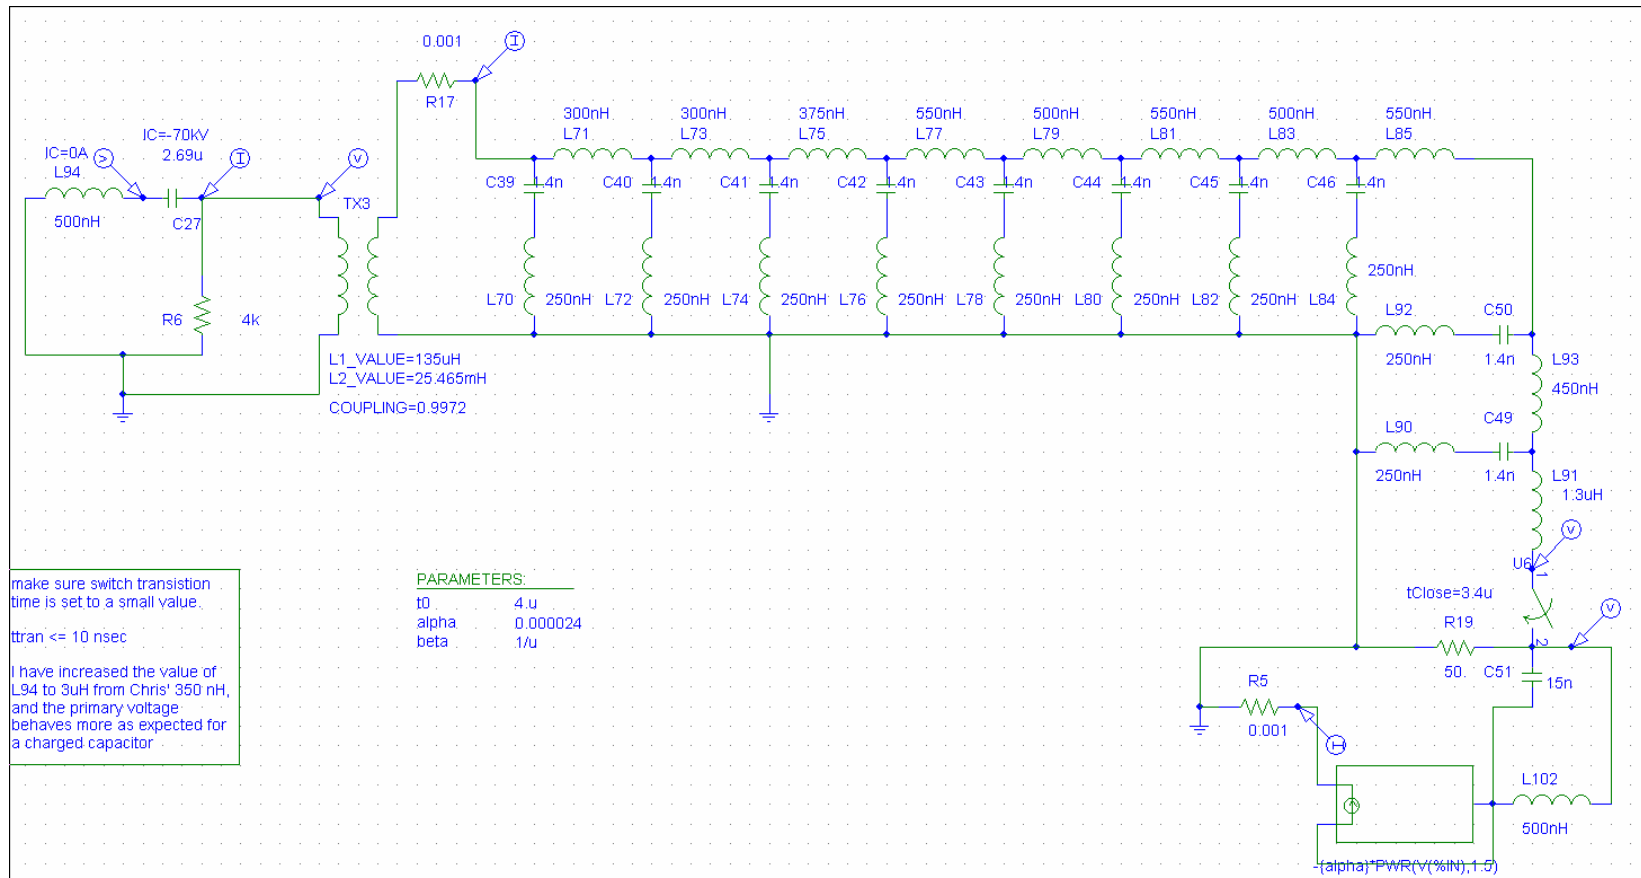 0.001
R17
I
300nH
L71
300nH
L73
375nH
L75
550nH
L77
500nH
L79
550nH
L81
500nH
L83
550nH
L85
IC=-70kV
2.69u
IC=0A
L94
V
I
V
500nH
C27
TX3
C39
1.4n
C40
1.4n
C41
1.4n
C42
1.4n
C43
1.4n
C44
1.4n
C45
1.4n
C46
1.4n
R6
4k
L70
250nH
L72
250nH
L74
250nH
L76
250nH
L78
250nH
L80
250nH
L82
250nH
L84
250nH
L92
250nH
C50
1.4n
L93
450nH
L1_VALUE=135uH
L2_VALUE=25.465mH
COUPLING=0.9972
L90
250nH
C49
1.4n
L91
1.3uH
V
U6
1
tClose=3.4u
2
V
R19
50.
C51
15n
R5
0.001
I
L102
500nH
-{alpha}*PWR(V(%IN),1.5)
make sure switch transistion
time is set to a small value.
ttran <= 10 nsec
I have increased the value of
L94 to 3uH from Chris' 350 nH,
and the primary voltage
behaves more as expected for
a charged capacitor
PARAMETERS:
t0 4.u
alpha 0.000024
beta .1/u